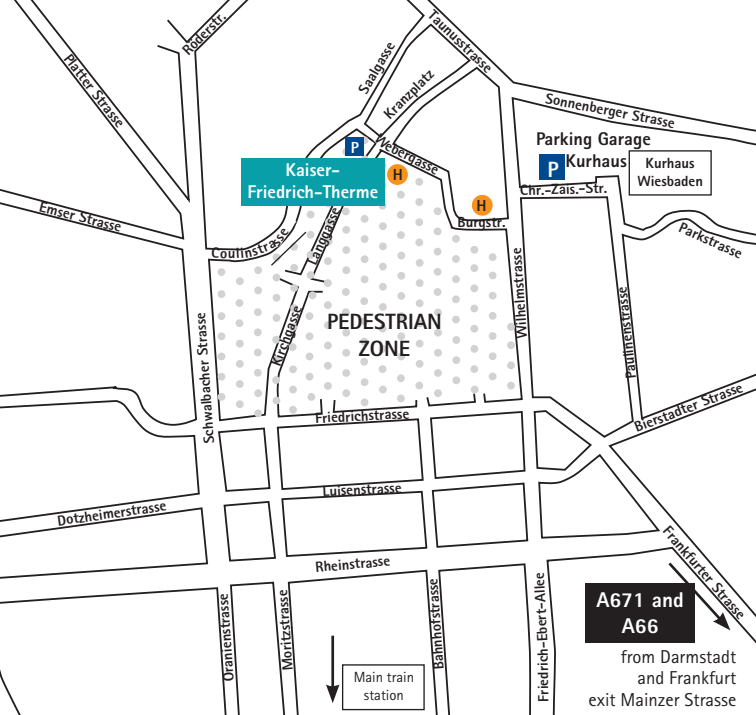 Röderstr.
Taunusstrasse
Platter Strasse
Saalgasse
Kranzplatz
Sonnenberger Strasse
Webergasse
Parking Garage
P Kurhaus
Kurhaus
Wiesbaden
P
Kaiser-
Friedrich-Therme
H
H
Chr.-Zais.-Str.
Emser Strasse
Burgstr.
Parkstrasse
Coulinstrasse
Langgasse
Wilhelmstrasse
Paulinenstrasse
Kirchgasse
PEDESTRIAN
ZONE
Schwalbacher Strasse
Friedrichstrasse
Bierstadter Strasse
Luisenstrasse
Dotzheimerstrasse
Rheinstrasse
Frankfurter Strasse
Oranienstrasse
Moritzstrasse
Bahnhofstrasse
Friedrich-Ebert-Allee
A671 and
A66
from Darmstadt
and Frankfurt
exit Mainzer Strasse
Main train
station